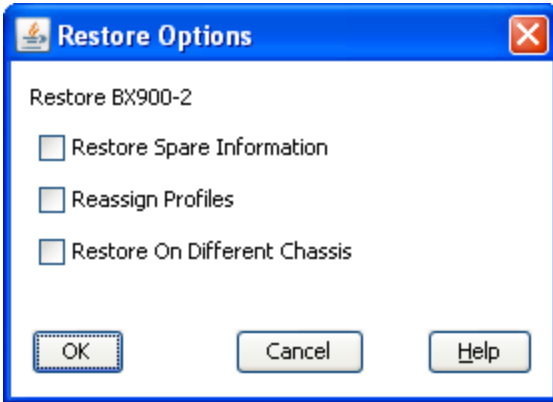 Restore Options
Restore BX900-2
Restore Spare Information
Reassign Profiles
Restore On Different Chassis
OK Cancel Help